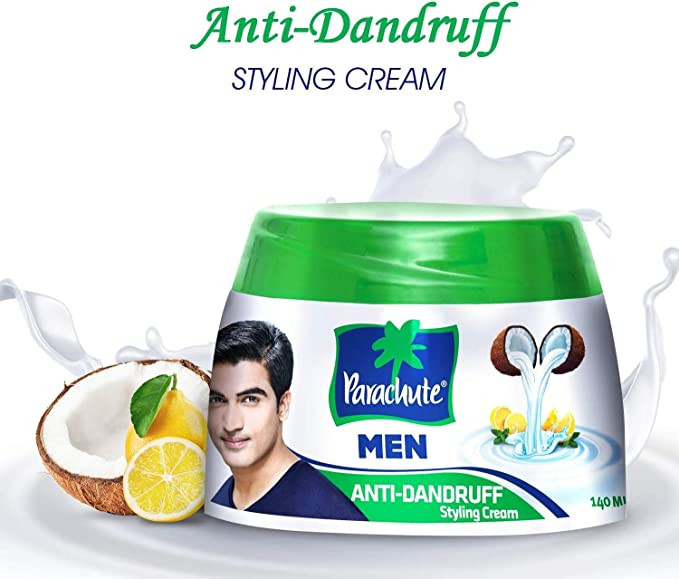 Anti-Dandruff
STYLING CREAM
Parachute®
MEN
ANTI-DANDRUFF
Styling Cream
140 M